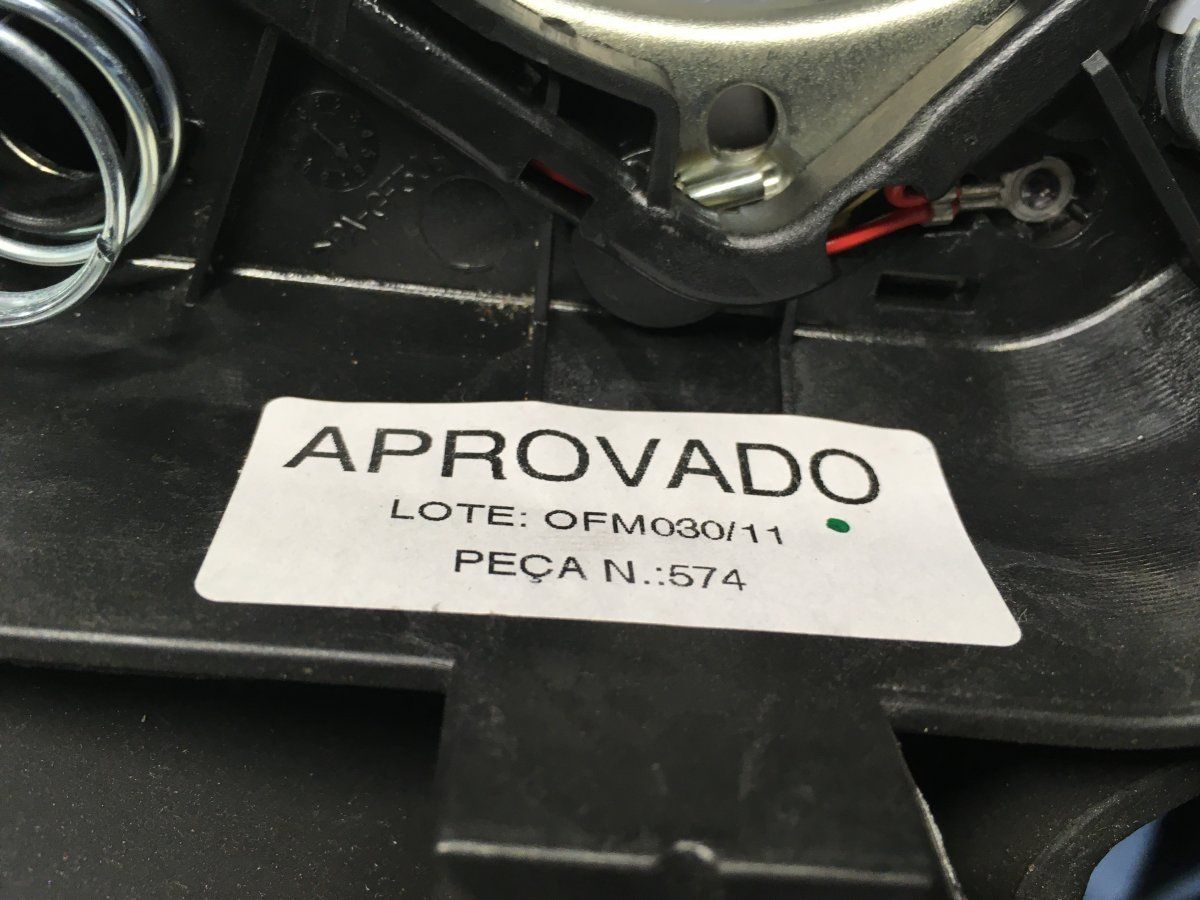 APROVADO
LOTE: OFM030/11
PEÇA N.:574